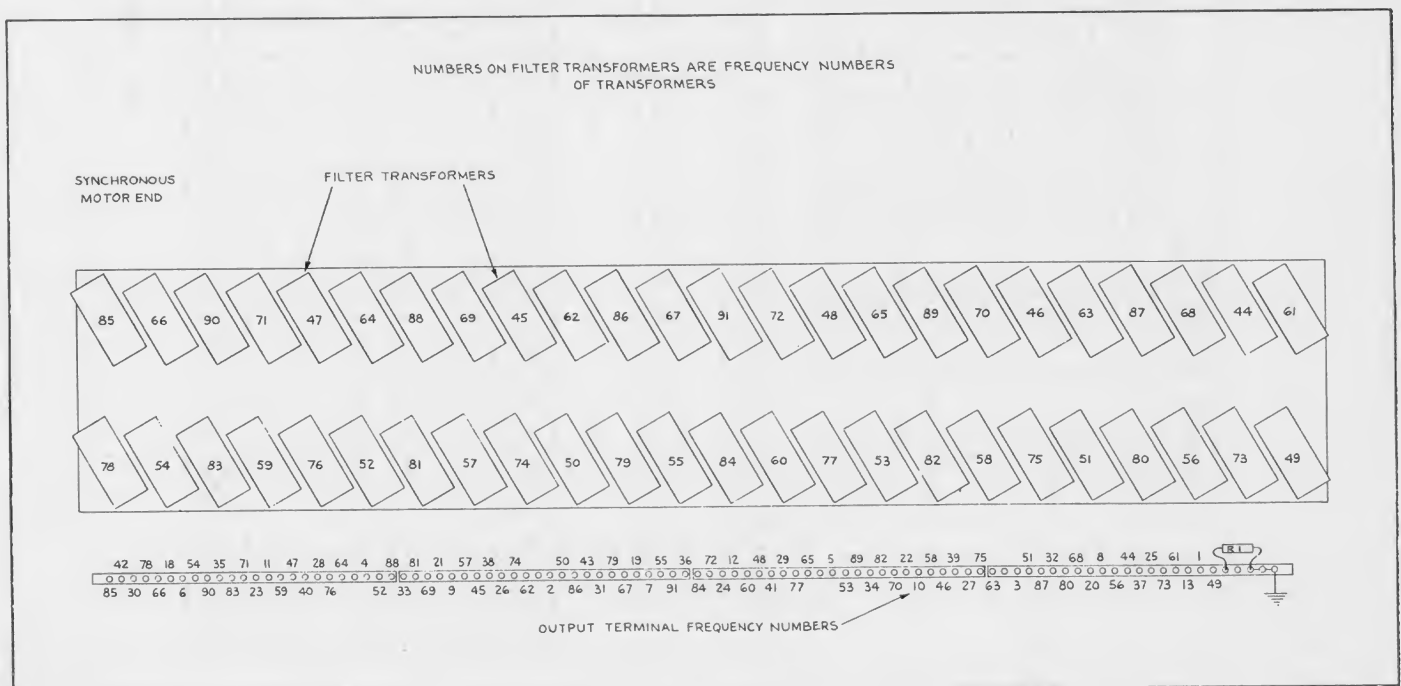 NUMBERS ON FILTER TRANSFORMERS ARE FREQUENCY NUMBERS
OF TRANSFORMERS
SYNCHRONOUS
MOTOR END
FILTER TRANSFORMERS
85 66 90 71 47 64 88 69 45 62 86 67 91 72 48 65 89 70 46 63 87 68 44 61
78 54 83 59 76 52 81 57 74 50 79 55 84 60 77 53 82 58 75 51 80 56 73 49
R1
42 78 18 54 35 71 11 47 28 64 4 88 81 21 57 38 74 50 43 79 19 55 36 72 12 48 29 65 5 89 82 22 58 39 75 51 32 68 8 44 25 61 1
85 30 66 6 90 83 23 59 40 76 52 33 69 9 45 26 62 2 86 31 67 7 91 84 24 60 41 77 53 34 70 10 46 27 63 3 87 80 20 56 37 73 13 49
OUTPUT TERMINAL FREQUENCY NUMBERS